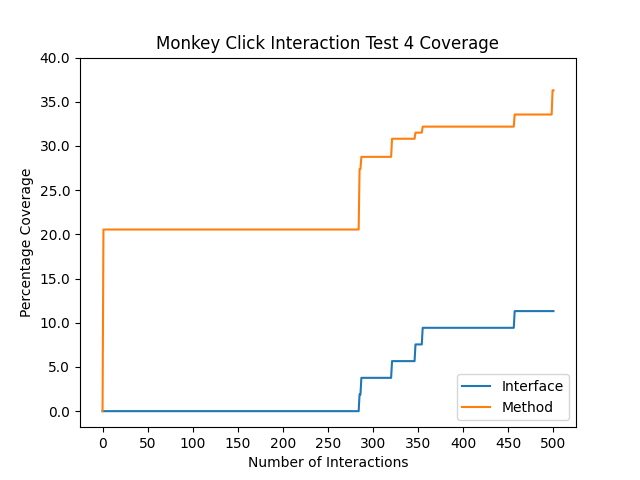 Monkey Click Interaction Test 4 Coverage
40.0
35.0
30.0
25.0
20.0
15.0
10.0
5.0
0.0
Percentage Coverage
Interface
Method
0 50 100 150 200 250 300 350 400 450 500
Number of Interactions